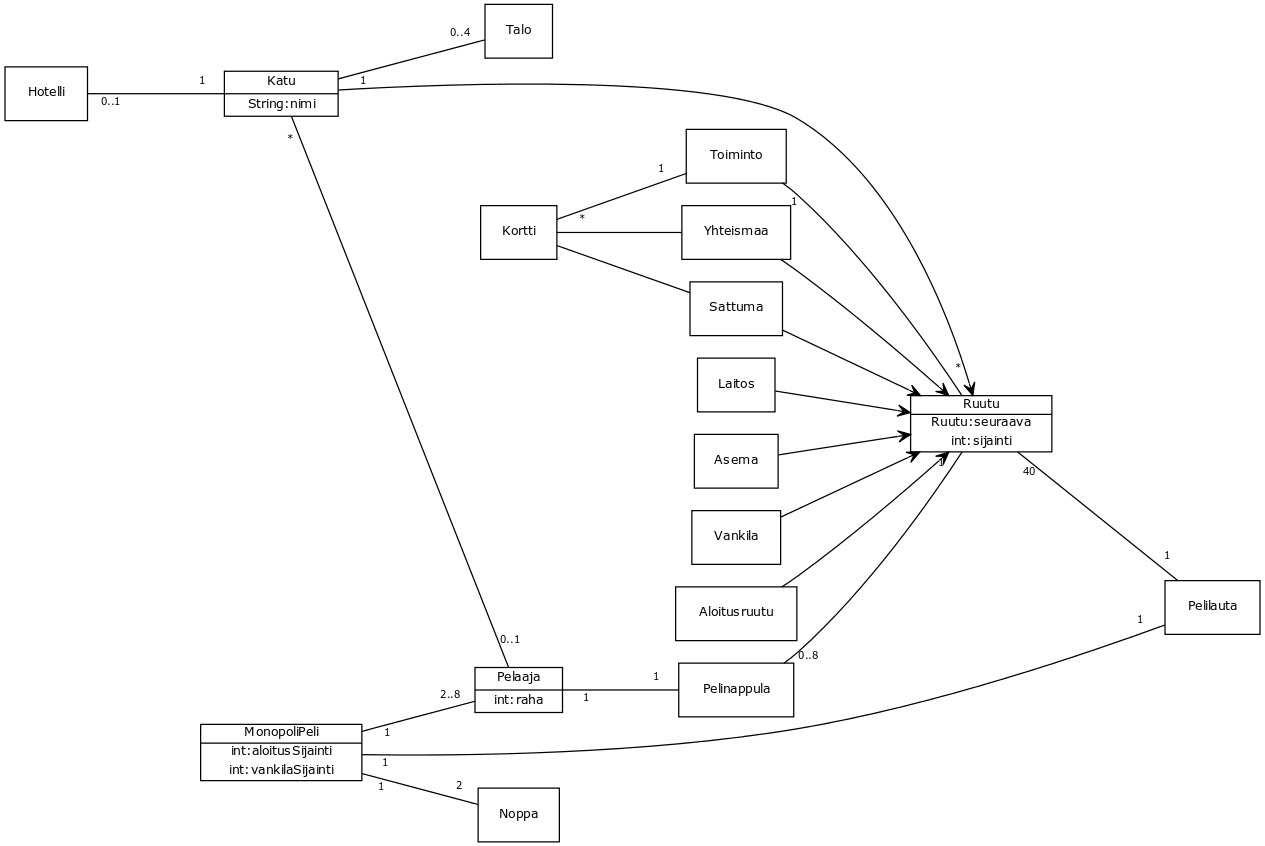 Talo
0..4
Hotelli
0..1
1
Katu
String:nimi
1
*
Toiminto
1
1
Kortti
*
Yhteismaa
Sattuma
Laitos
Asema
Vankila
Aloitusruutu
*
Ruutu
Ruutu:seuraava
int:sijainti
1
40
1
Pelilauta
1
0..1
Pelaaja
int:raha
2..8
1
1
Pelinappula
0..8
MonopoliPeli
int:aloitusSijainti
int:vankilaSijainti
1
1
1
2
Noppa